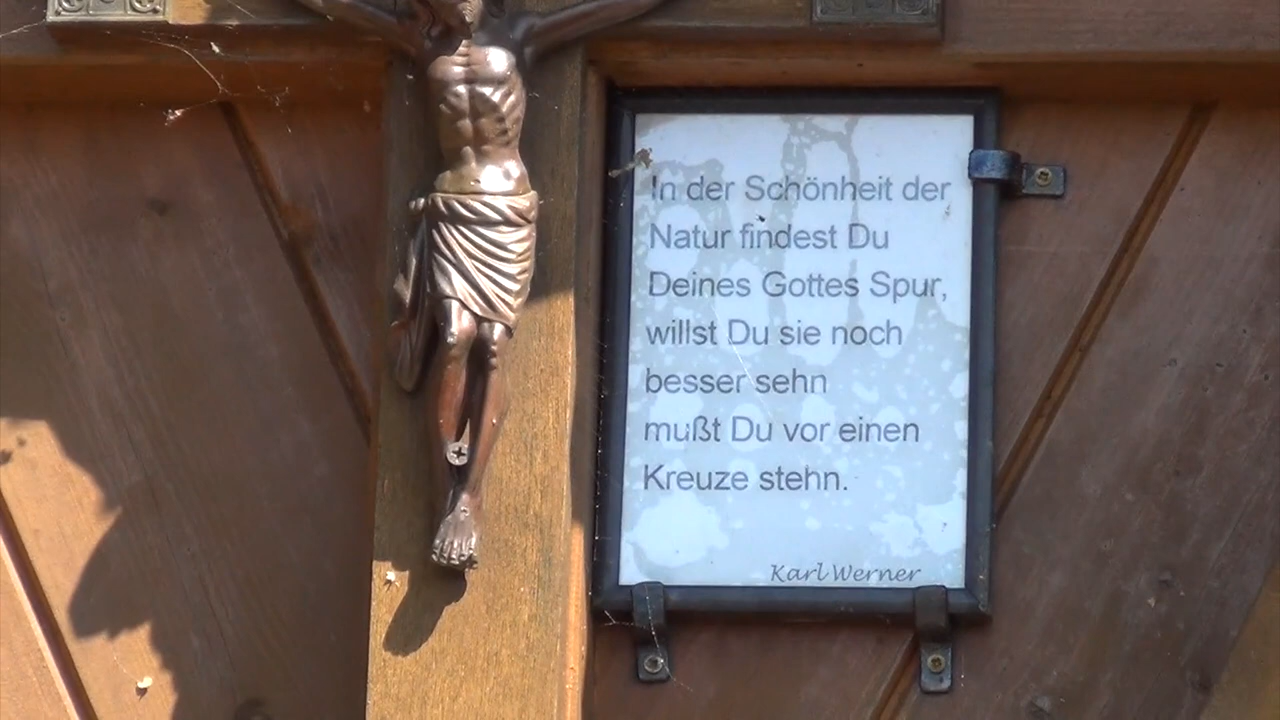 In der Schönheit der
Natur findest Du
Deines Gottes Spur,
willst Du sie noch
besser sehn
mußt Du vor einen
Kreuze stehn.
Karl Werner